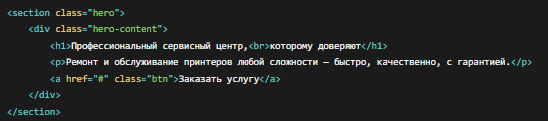 <section class="hero">
<div class="hero-content">
<h1>Профессиональный сервисный центр,<br>которому доверяют</h1>
<p>Ремонт и обслуживание принтеров любой сложности — быстро, качественно, с гарантией.</p>
<a href="#" class="btn">Заказать услугу</a>
</div>
</section>